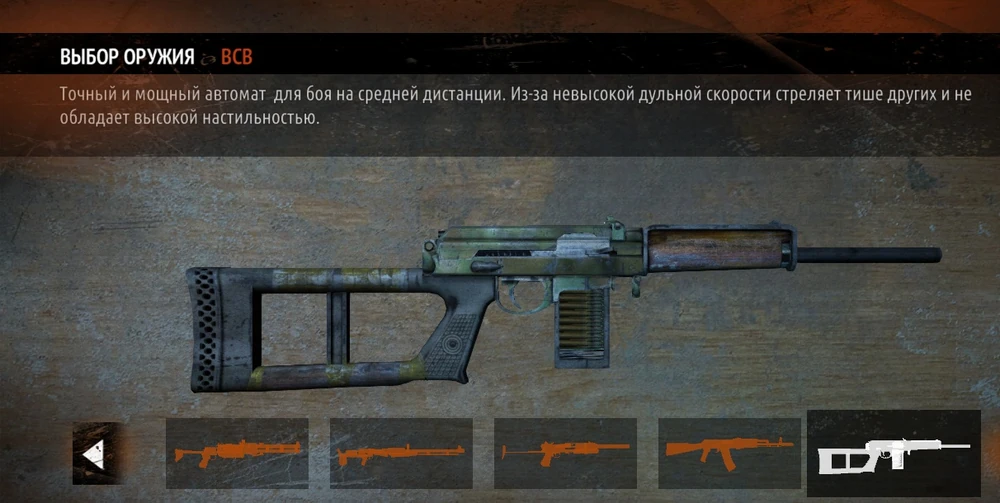 ВЫБОР ОРУЖИЯ ВСВ
Точный и мощный автомат для боя на средней дистанции. Из-за невысокой дульной скорости стреляет тише других и не
обладает высокой настильностью.